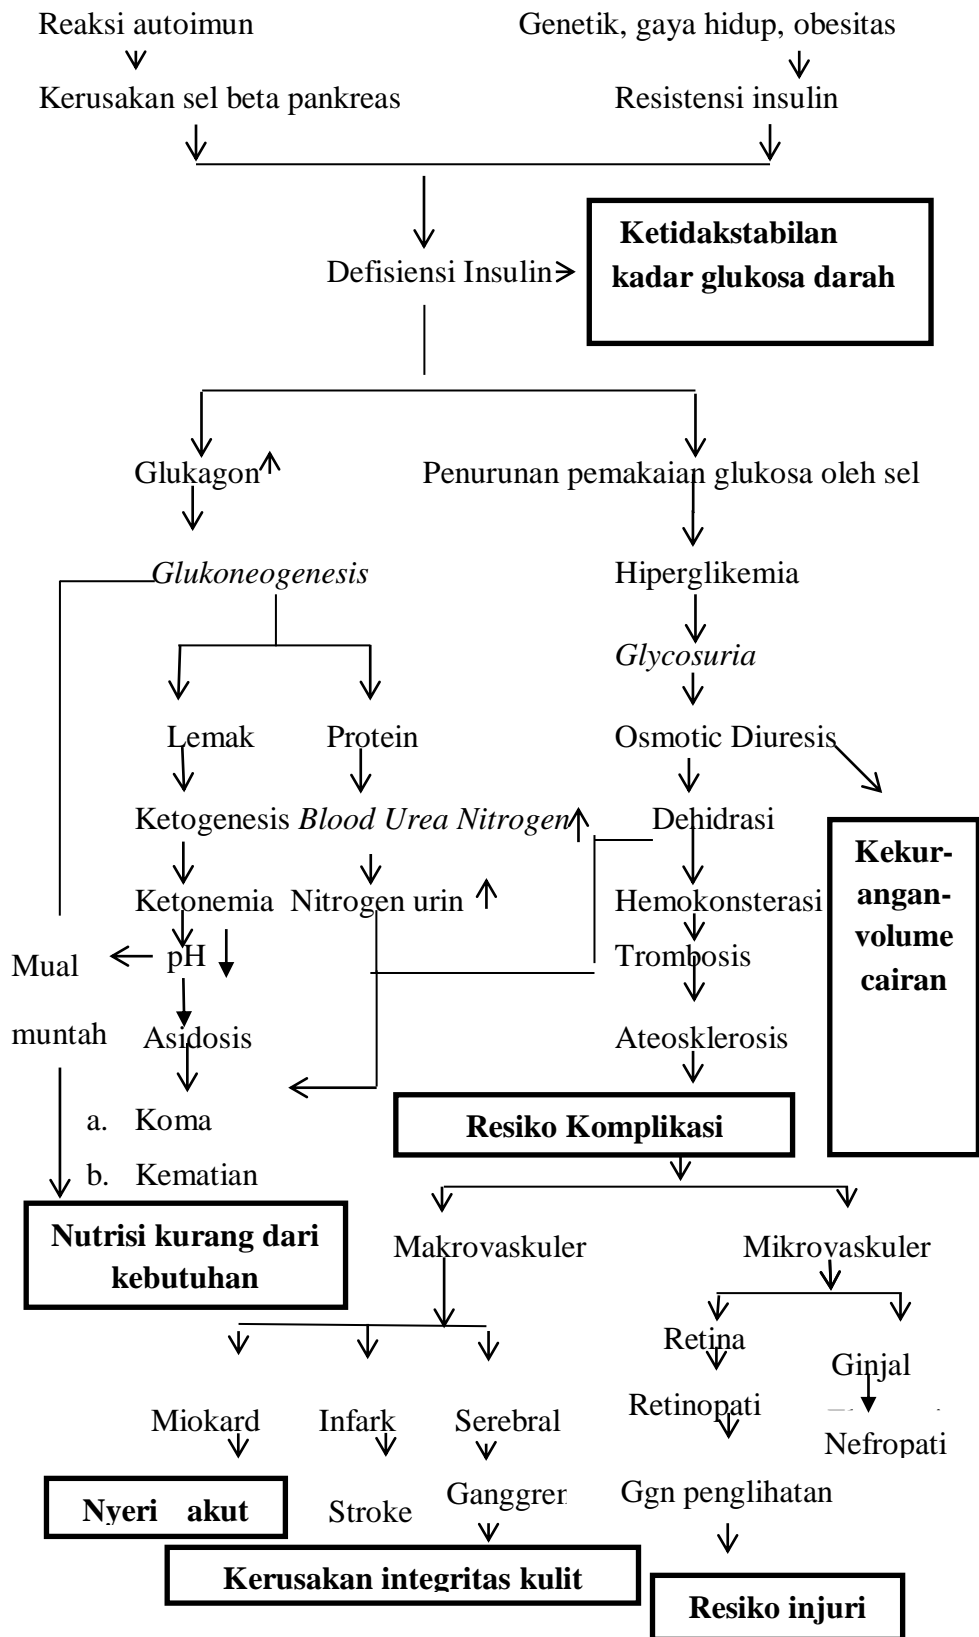 Reaksi autoimun
Genetik, gaya hidup, obesitas
Kerusakan sel beta pankreas
Resistensi insulin
Ketidakstabilan
kadar glukosa darah
Defisiensi Insulin
Glukagon
Penurunan pemakaian glukosa oleh sel
Glukoneogenesis
Hiperglikemia
Glycosuria
Lemak
Protein
Osmotic Diuresis
Ketogenesis
Blood Urea Nitrogen
Dehidrasi
Kekur-
angan-
volume
cairan
Ketonemia
Nitrogen urin
Hemokonsterasi
Mual
muntah
pH
Trombosis
Asidosis
Ateosklerosis
a. Koma
b. Kematian
Resiko Komplikasi
Nutrisi kurang dari
kebutuhan
Makrovaskuler
Mikrovaskuler
Retina
Ginjal
Miokard
Infark
Serebral
Retinopati
Nefropati
Nyeri akut
Stroke
Ganggren
Ggn penglihatan
Kerusakan integritas kulit
Resiko injuri